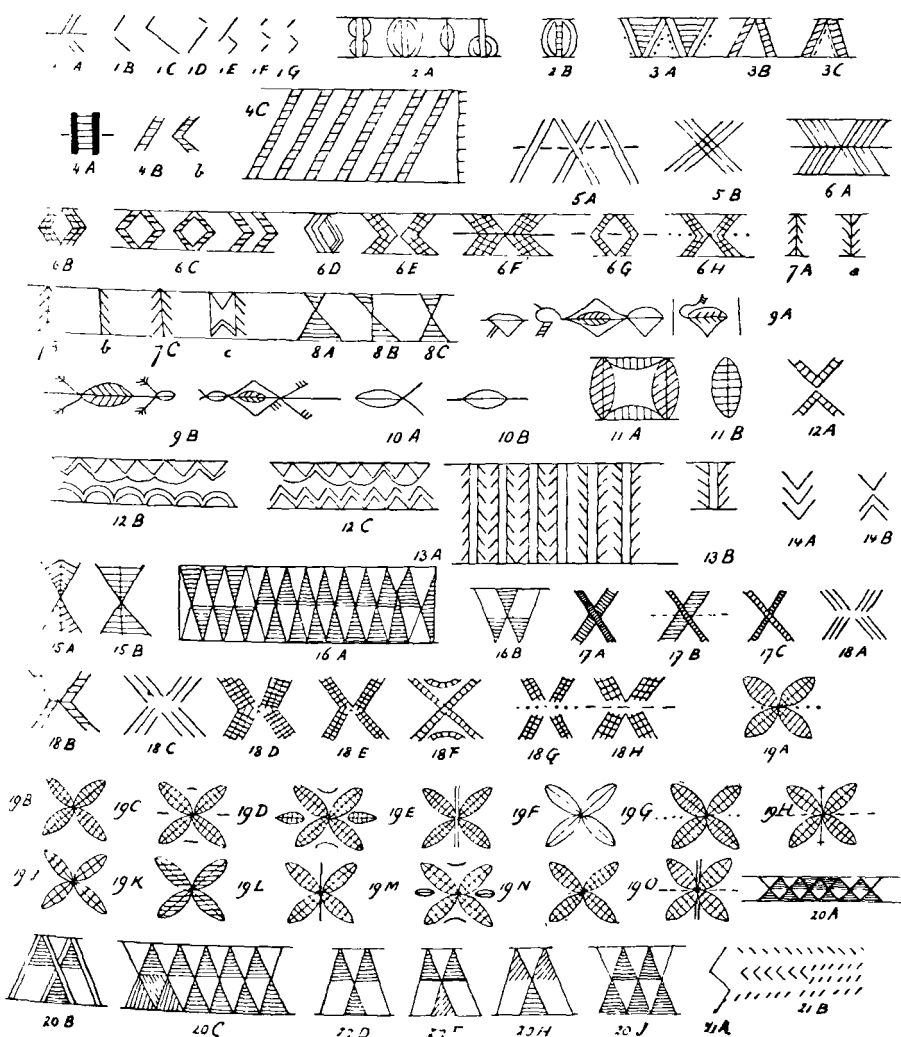 1A 1B 1C 1D 1E 1F 1G 2A 2B 3A 3B 3C
4A 4B b 4C 5A 5B 6A
6B 6C 6D 6E 6F 6G 6H 7A a
b 7C c 8A 8B 8C 9A
9B 10A 10B 11A 11B 12A
12B 12C 13A 13B 14A 14B
15A 15B 16A 16B 17A 17B 17C 18A
18B 18C 18D 18E 18F 18G 18H 19A
19B 19C 19D 19E 19F 19G 19H
19J 19K 19L 19M 19N 19O 20A
20B 20C 20D 20F 20H 20J 21A 21B